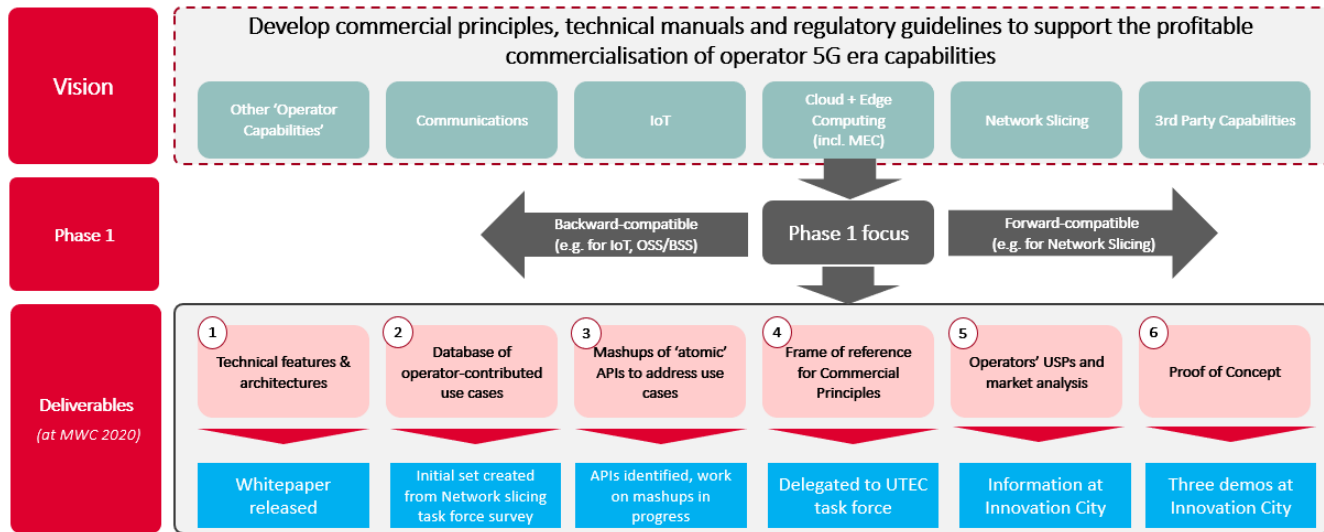 Vision
Develop commercial principles, technical manuals and regulatory guidelines to support the profitable
commercialisation of operator 5G era capabilities
Other ‘Operator
Capabilities’
Communications
IoT
Cloud + Edge
Computing
(incl. MEC)
Network Slicing
3rd Party Capabilities
Phase 1
Backward-compatible
(e.g. for IoT, OSS/BSS)
Phase 1 focus
Forward-compatible
(e.g. for Network Slicing)
Deliverables
(at MWC 2020)
1
Technical features &
architectures
2
Database of
operator-contributed
use cases
3
Mashups of ‘atomic’
APIs to address use
cases
4
Frame of reference
for Commercial
Principles
5
Operators’ USPs and
market analysis
6
Proof of Concept
Whitepaper
released
Initial set created
from Network slicing
task force survey
APIs identified, work
on mashups in
progress
Delegated to UTEC
task force
Information at
Innovation City
Three demos at
Innovation City